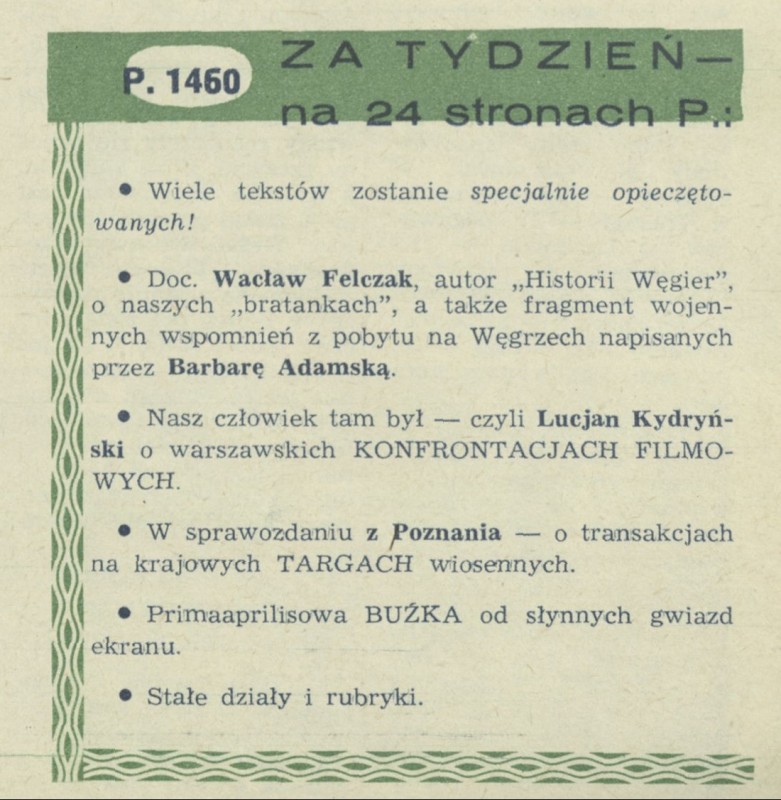 P. 1460
ZA TYDZIEŃ—
na 24 stronach P.:
● Wiele tekstów zostanie specjalnie opieczęto-
wanych!
● Doc. Wacław Felczak, autor „Historii Węgier”,
o naszych „bratankach”, a także fragment wojen-
nych wspomnień z pobytu na Węgrzech napisanych
przez Barbarę Adamską.
● Nasz człowiek tam był — czyli Lucjan Kydryń-
ski o warszawskich KONFRONTACJACH FILMO-
WYCH.
● W sprawozdaniu z Poznania — o transakcjach
na krajowych TARGACH wiosennych.
● Primaaprilisowa BUŹKA od słynnych gwiazd
ekranu.
● Stałe działy i rubryki.